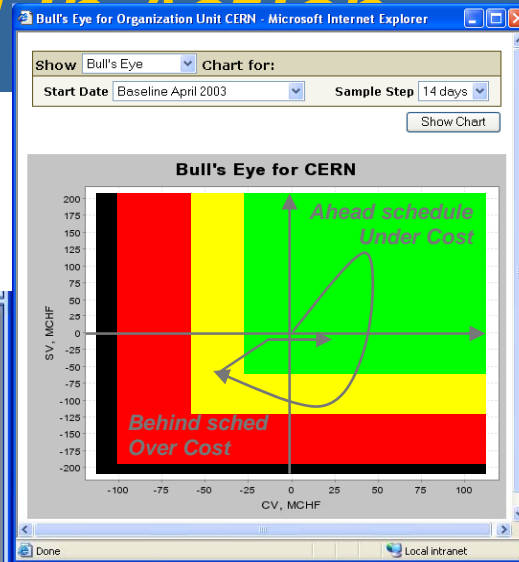 Bull's Eye for Organization Unit CERN - Microsoft Internet Explorer
Show Bull's Eye Chart for:
Start Date Baseline April 2003 Sample Step 14 days
Show Chart
Bull's Eye for CERN
Ahead schedule
Under Cost
200
175
150
125
100
75
50
25
0
-25
-50
-75
-100
-125
-150
-175
-200
SV, MCHF
Behind sched
Over Cost
-100 -75 -50 -25 0 25 50 75 100
CV, MCHF
Done Local intranet